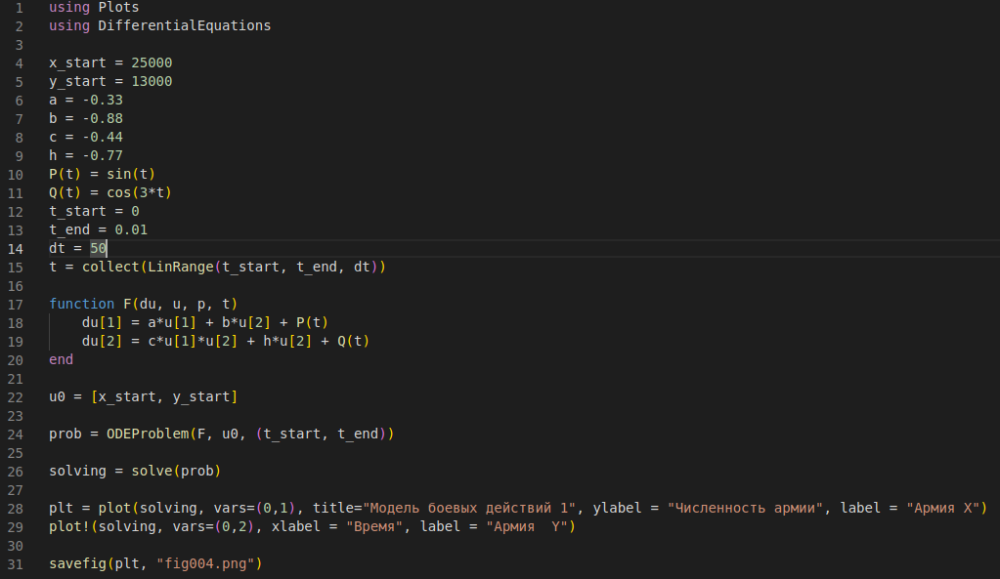 1 using Plots
2 using DifferentialEquations
3
4 x_start = 25000
5 y_start = 13000
6 a = -0.33
7 b = -0.88
8 c = -0.44
9 h = -0.77
10 P(t) = sin(t)
11 Q(t) = cos(3*t)
12 t_start = 0
13 t_end = 0.01
14 dt = 50
15 t = collect(LinRange(t_start, t_end, dt))
16
17 function F(du, u, p, t)
18     du[1] = a*u[1] + b*u[2] + P(t)
19     du[2] = c*u[1]*u[2] + h*u[2] + Q(t)
20 end
21
22 u0 = [x_start, y_start]
23
24 prob = ODEProblem(F, u0, (t_start, t_end))
25
26 solving = solve(prob)
27
28 plt = plot(solving, vars=(0,1), title="Модель боевых действий 1", ylabel = "Численность армии", label = "Армия X")
29 plot!(solving, vars=(0,2), xlabel = "Время", label = "Армия  Y")
30
31 savefig(plt, "fig004.png")